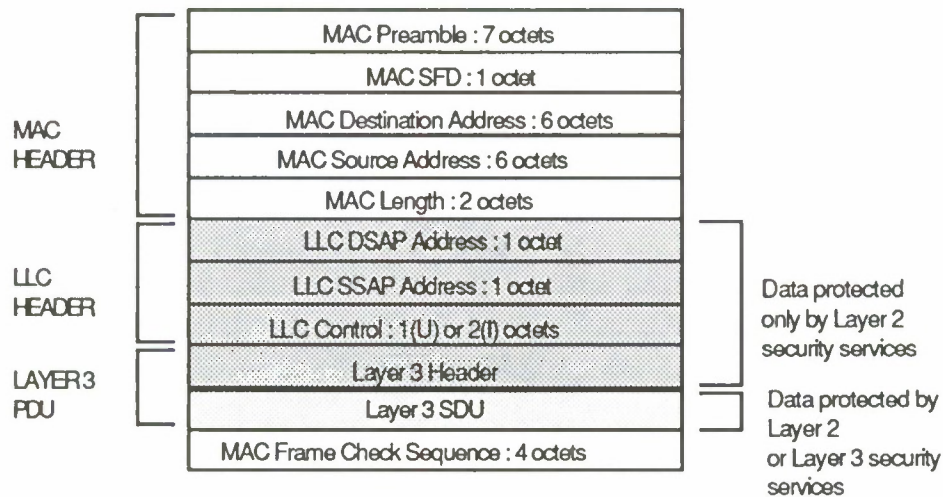 MAC Preamble : 7 octets
MAC SFD : 1 octet
MAC Destination Address : 6 octets
MAC Source Address : 6 octets
MAC Length : 2 octets
LLC DSAP Address : 1 octet
LLC SSAP Address : 1 octet
LLC Control : 1(U) or 2(I) octets
Layer 3 Header
Layer 3 SDU
MAC Frame Check Sequence : 4 octets
MAC
HEADER
LLC
HEADER
LAYER 3
PDU
Data protected
only by Layer 2
security services
Data protected by
Layer 2
or Layer 3 security
services